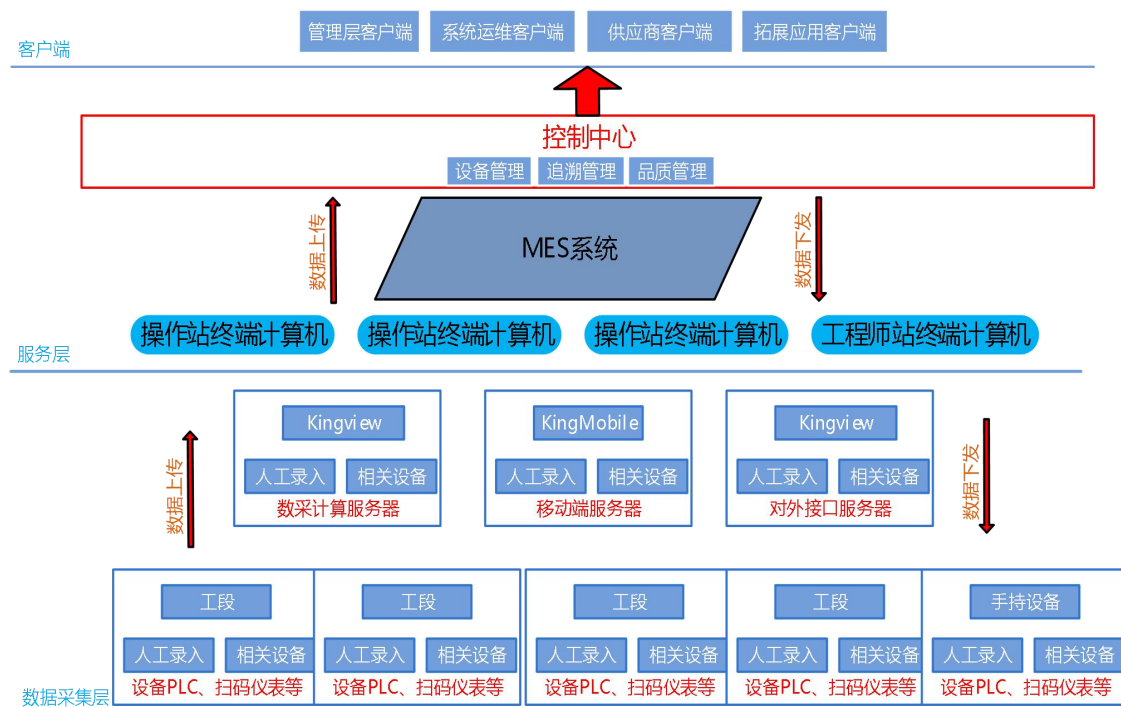 管理层客户端 系统运维客户端 供应商客户端 拓展应用客户端
客户端
控制中心
设备管理 追溯管理 品质管理
数据上传
MES系统
数据下发
操作站终端计算机 操作站终端计算机 操作站终端计算机 工程师站终端计算机
服务层
Kingview KingMobile Kingview
数据上传
人工录入 相关设备 人工录入 相关设备 人工录入 相关设备
数据下发
数采计算服务器 移动端服务器 对外接口服务器
工段 工段 工段 工段 手持设备
人工录入 相关设备 人工录入 相关设备 人工录入 相关设备 人工录入 相关设备 人工录入 相关设备
设备PLC、扫码仪表等 设备PLC、扫码仪表等 设备PLC、扫码仪表等 设备PLC、扫码仪表等 设备PLC、扫码仪表等
数据采集层